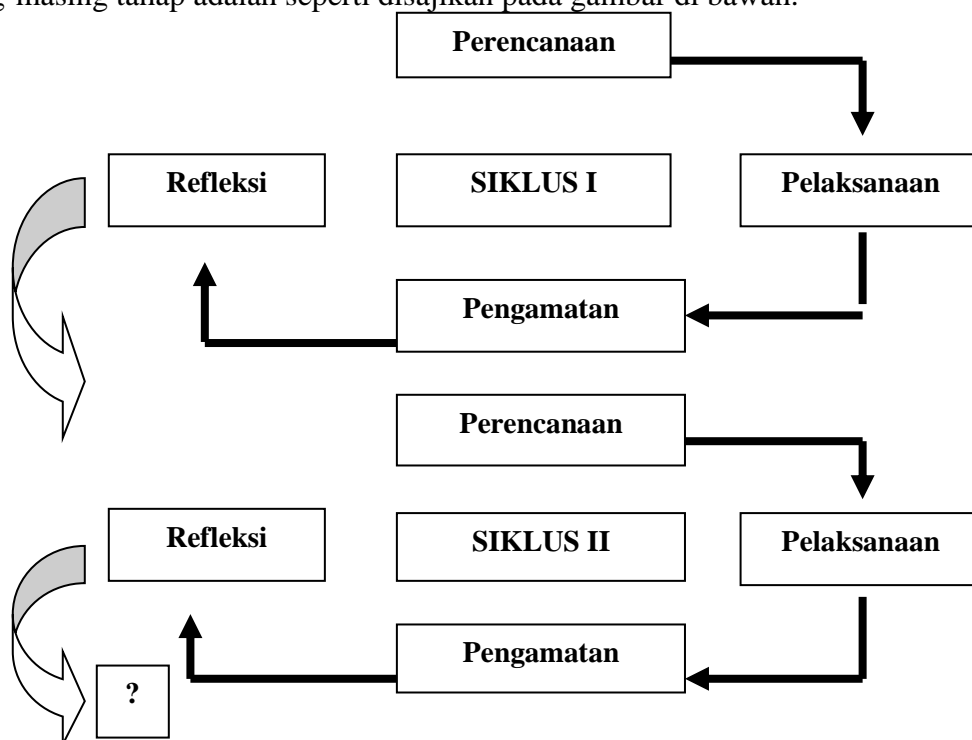 masing tahap adalah seperti disajikan pada gambar di bawah.
Perencanaan
Refleksi
SIKLUS I
Pelaksanaan
Pengamatan
Perencanaan
Refleksi
SIKLUS II
Pelaksanaan
Pengamatan
?